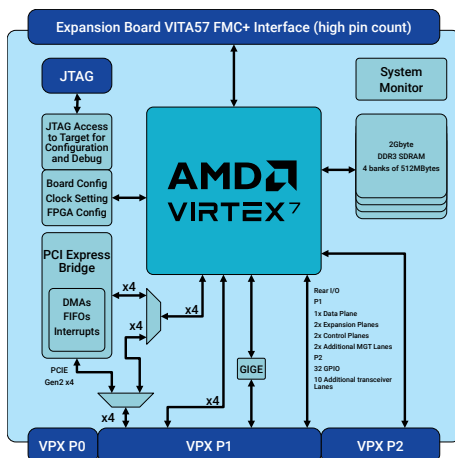 Expansion Board VITA57 FMC+ Interface (high pin count)
JTAG
System
Monitor
JTAG Access
to Target for
Configuration
and Debug
Board Config
Clock Setting
FPGA Config
AMD
VIRTEX 7
2Gbyte
DDR3 SDRAM
4 banks of 512MBytes
PCI Express
Bridge
DMAs
FIFOs
Interrupts
x4
x4
x4
PCIE
Gen2 x4
x4
x4
GIGE
Rear I/O
P1
1x Data Plane
2x Expansion Planes
2x Control Planes
2x Additional MGT Lanes
P2
32 GPIO
10 Additional transceiver
Lanes
VPX P0
VPX P1
VPX P2